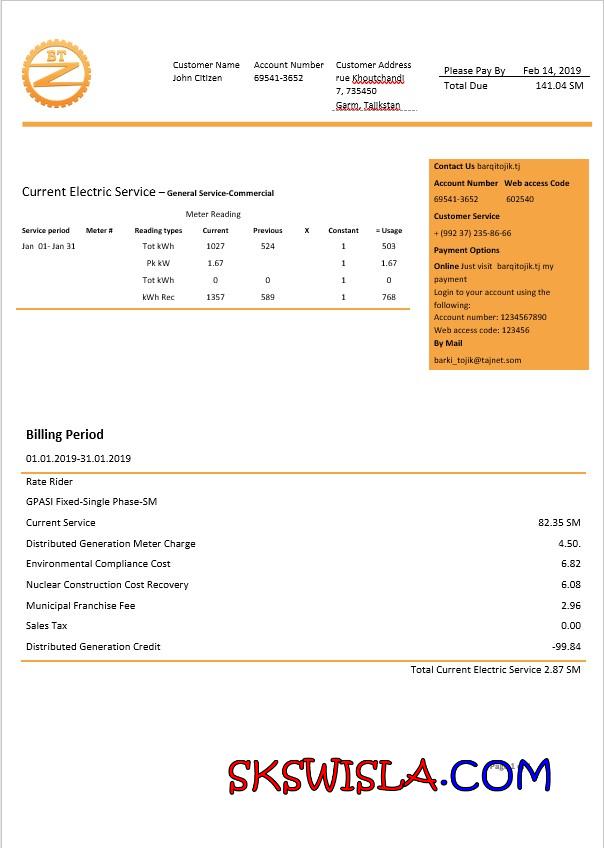 BT
Customer Name Account Number Customer Address
John Citizen 69541-3652 rue Khoutchandi
7, 735450
Garm, Tajikstan
Please Pay By Feb 14, 2019
Total Due 141.04 SM
Current Electric Service – General Service-Commercial
Meter Reading
Service period Meter # Reading types Current Previous X Constant = Usage
Jan 01- Jan 31 Tot kWh 1027 524 1 503
Pk kW 1.67 1 1.67
Tot kWh 0 0 1 0
kWh Rec 1357 589 1 768
Contact Us barqitojik.tj
Account Number Web access Code
69541-3652 602540
Customer Service
+ (992 37) 235-86-66
Payment Options
Online Just visit barqitojik.tj my
payment
Login to your account using the
following:
Account number: 1234567890
Web access code: 123456
By Mail
barki_tojik@tajnet.som
Billing Period
01.01.2019-31.01.2019
Rate Rider
GPASI Fixed-Single Phase-SM
Current Service 82.35 SM
Distributed Generation Meter Charge 4.50.
Environmental Compliance Cost 6.82
Nuclear Construction Cost Recovery 6.08
Municipal Franchise Fee 2.96
Sales Tax 0.00
Distributed Generation Credit -99.84
Total Current Electric Service 2.87 SM
SKSWISLA.COM